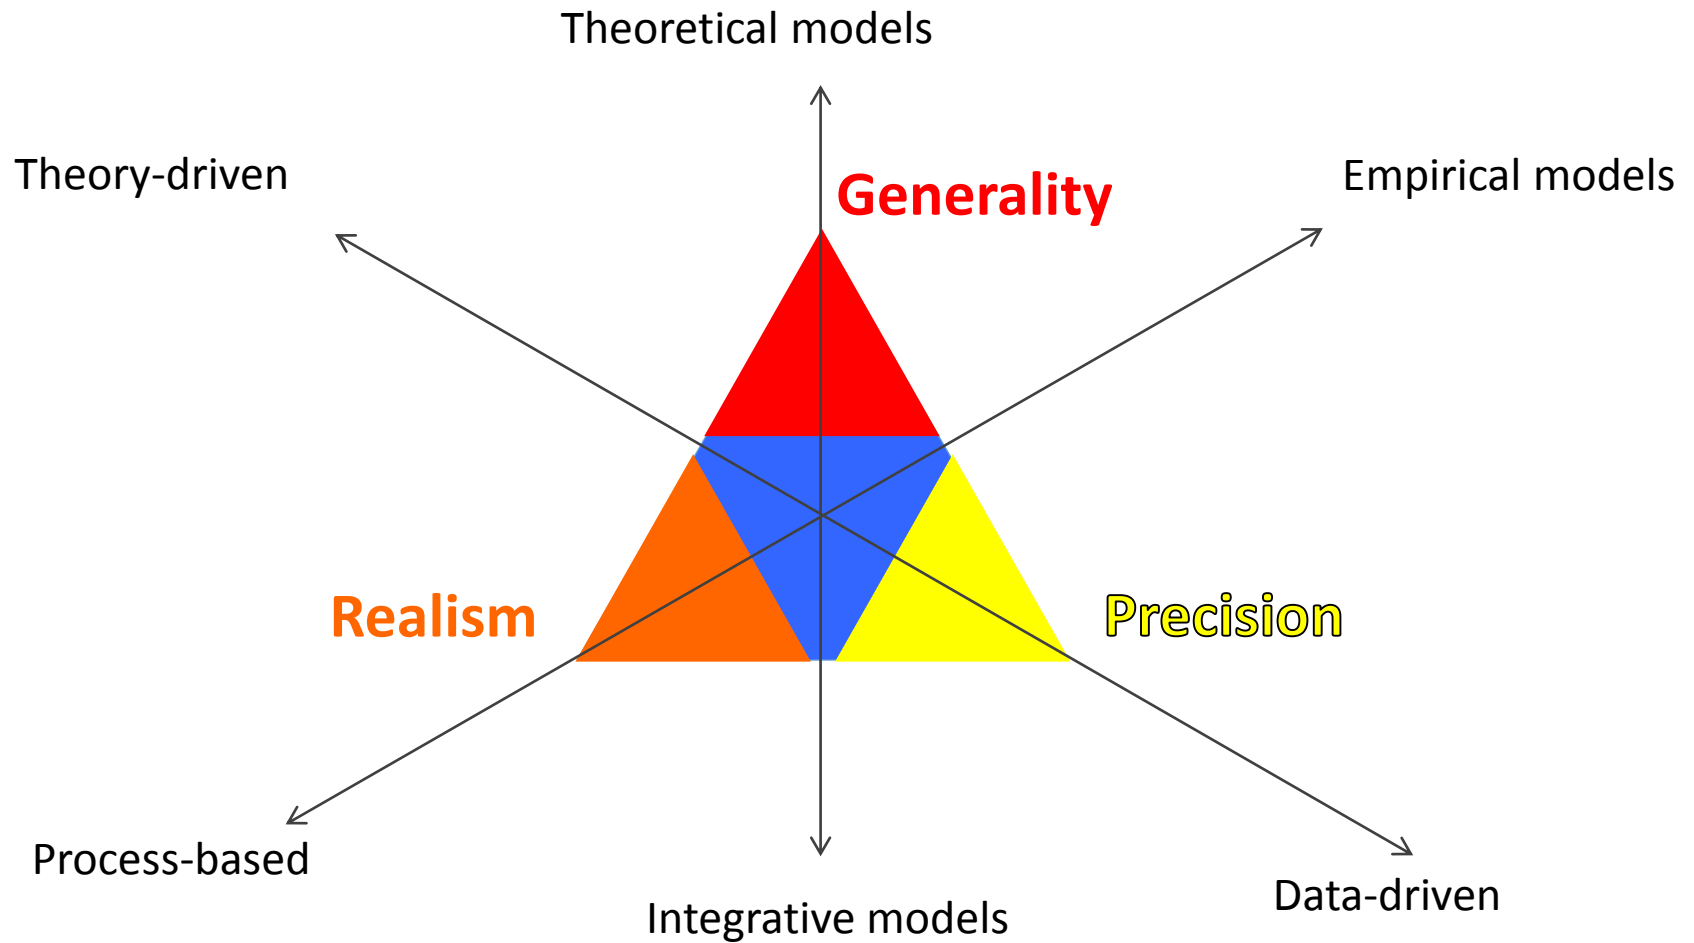 Theoretical models
Theory-driven
Empirical models
Generality
Realism
Precision
Process-based
Data-driven
Integrative models